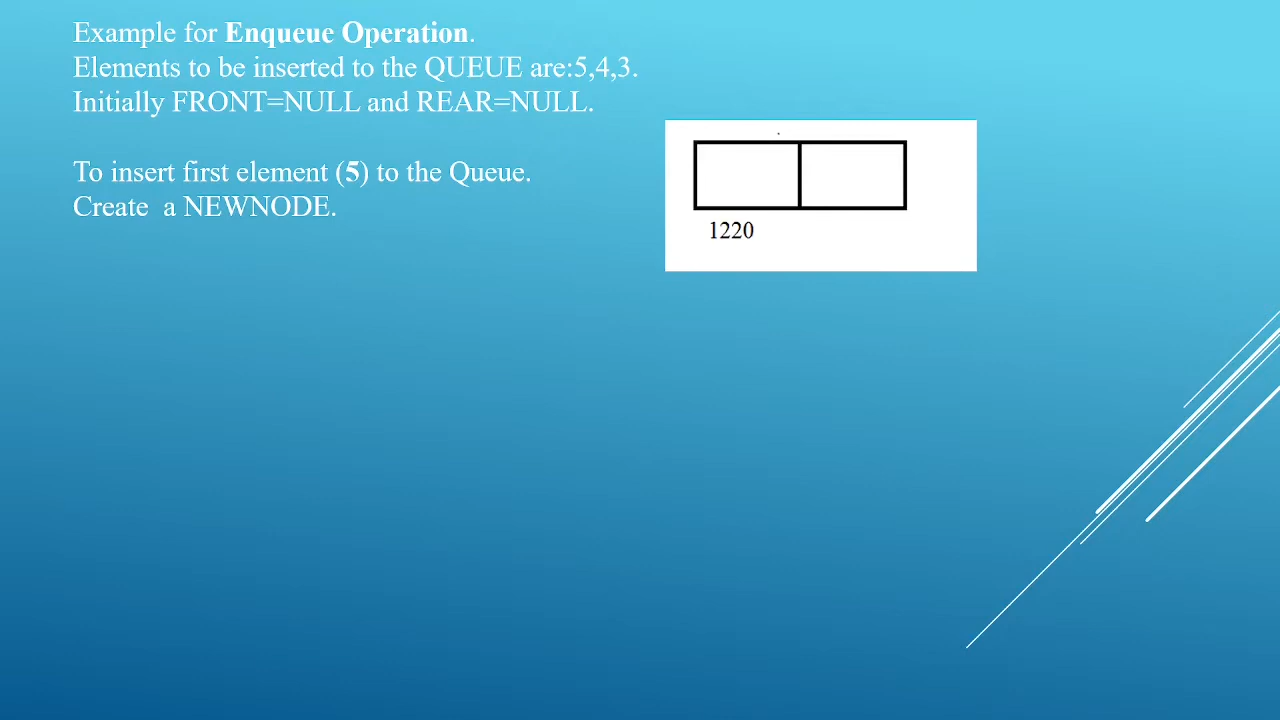 Example for Enqueue Operation.
Elements to be inserted to the QUEUE are:5,4,3.
Initially FRONT=NULL and REAR=NULL.
To insert first element (5) to the Queue.
Create  a NEWNODE.
1220